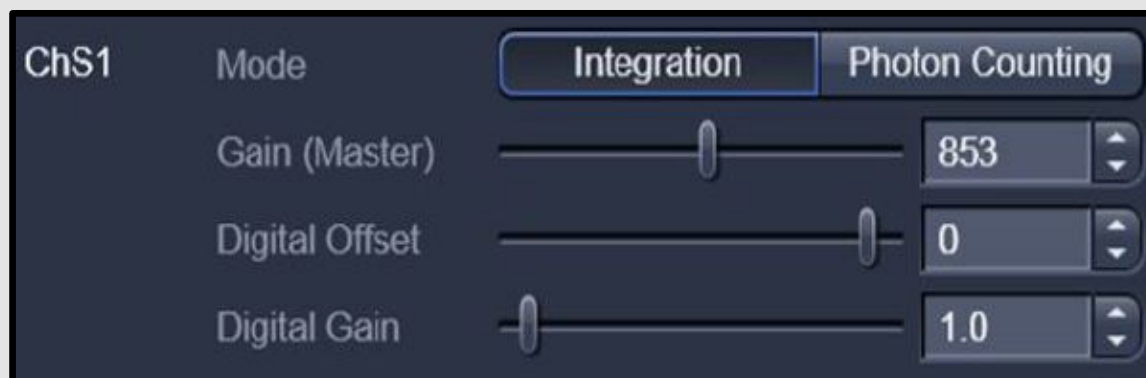 ChS1 Mode Integration Photon Counting
Gain (Master) 853
Digital Offset 0
Digital Gain 1.0